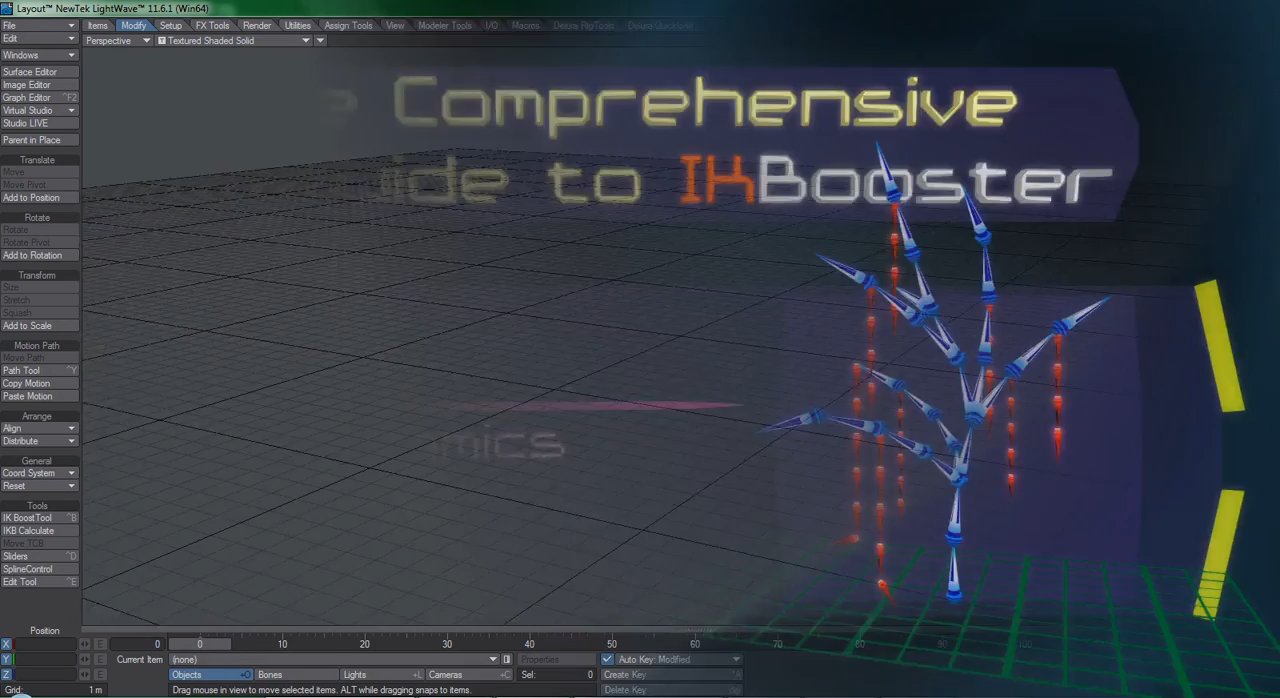 Layout™ NewTek LightWave™ 11.6.1 (Win64)
File Items Modify Setup FX Tools Render Utilities Assign Tools View Modeler Tools I/O Macros
Edit Perspective T Textured Shaded Solid
Windows
Surface Editor
Image Editor
Graph Editor ^F2
Virtual Studio
Studio LIVE
Parent in Place
Translate
Move
Move Pivot
Add to Position
Rotate
Rotate Pivot
Add to Rotation
Transform
Size
Stretch
Squash
Add to Scale
Motion Path
Move Path
Path Tool ^Y
Copy Motion
Paste Motion
Arrange
Align
Distribute
General
Coord System
Reset
Tools
IK BoostTool ^B
IKB Calculate
Move TCB
Sliders ^D
SplineControl
Edit Tool ^E
e Comprehensive
uide to IKBooster
mics
Position
X E 0 0 10 20 30 40 50 60 70 80 90 100
Y E Current Item (none) Properties Auto Key: Modified
Z E Objects +O Bones Lights +L Cameras +C Sel: 0 Create Key
Grid: 1 m Drag mouse in view to move selected items. ALT while dragging snaps to items. Delete Key